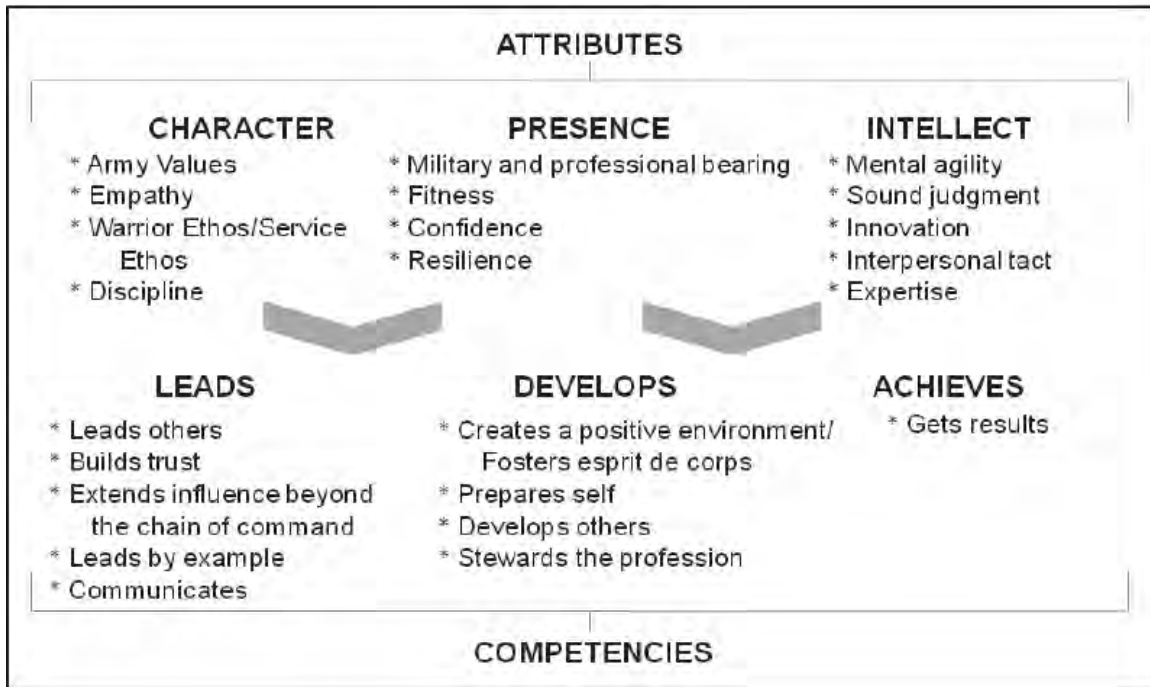 ATTRIBUTES
CHARACTER
* Army Values
* Empathy
* Warrior Ethos/Service
Ethos
* Discipline
PRESENCE
* Military and professional bearing
* Fitness
* Confidence
* Resilience
INTELLECT
* Mental agility
* Sound judgment
* Innovation
* Interpersonal tact
* Expertise
LEADS
* Leads others
* Builds trust
* Extends influence beyond
the chain of command
* Leads by example
* Communicates
DEVELOPS
* Creates a positive environment/
Fosters esprit de corps
* Prepares self
* Develops others
* Stewards the profession
ACHIEVES
* Gets results
COMPETENCIES